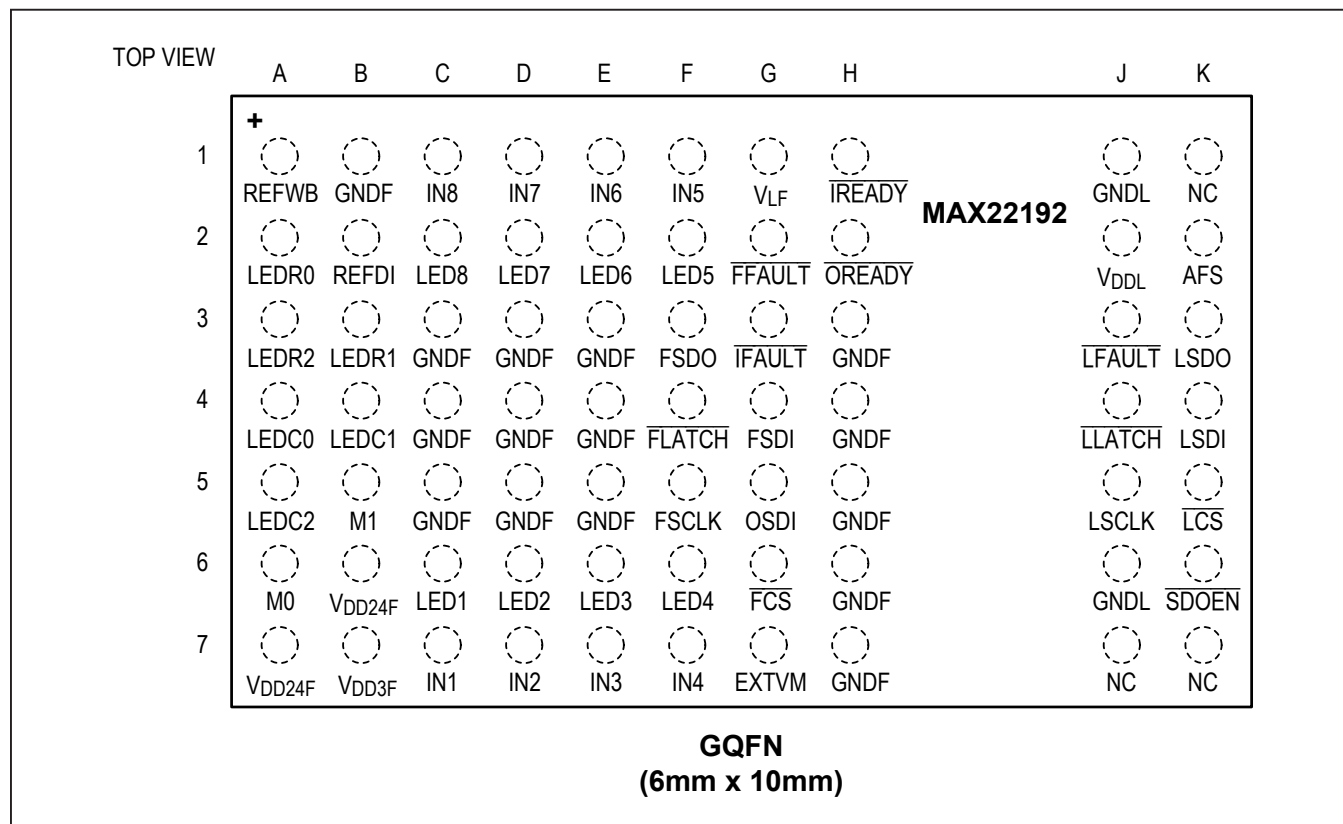 TOP VIEW
A B C D E F G H J K
+
1
REFWB GNDF IN8 IN7 IN6 IN5 VLF IREADY GNDL NC
MAX22192
2
LEDR0 REFDI LED8 LED7 LED6 LED5 FFAULT OREADY VDDL AFS
3
LEDR2 LEDR1 GNDF GNDF GNDF FSDO IFAULT GNDF LFAULT LSDO
4
LEDC0 LEDC1 GNDF GNDF GNDF FLATCH FSDI GNDF LLATCH LSDI
5
LEDC2 M1 GNDF GNDF GNDF FSCLK OSDI GNDF LSCLK LCS
6
M0 VDD24F LED1 LED2 LED3 LED4 FCS GNDF GNDL SDOEN
7
VDD24F VDD3F IN1 IN2 IN3 IN4 EXTVM GNDF NC NC
GQFN
(6mm x 10mm)